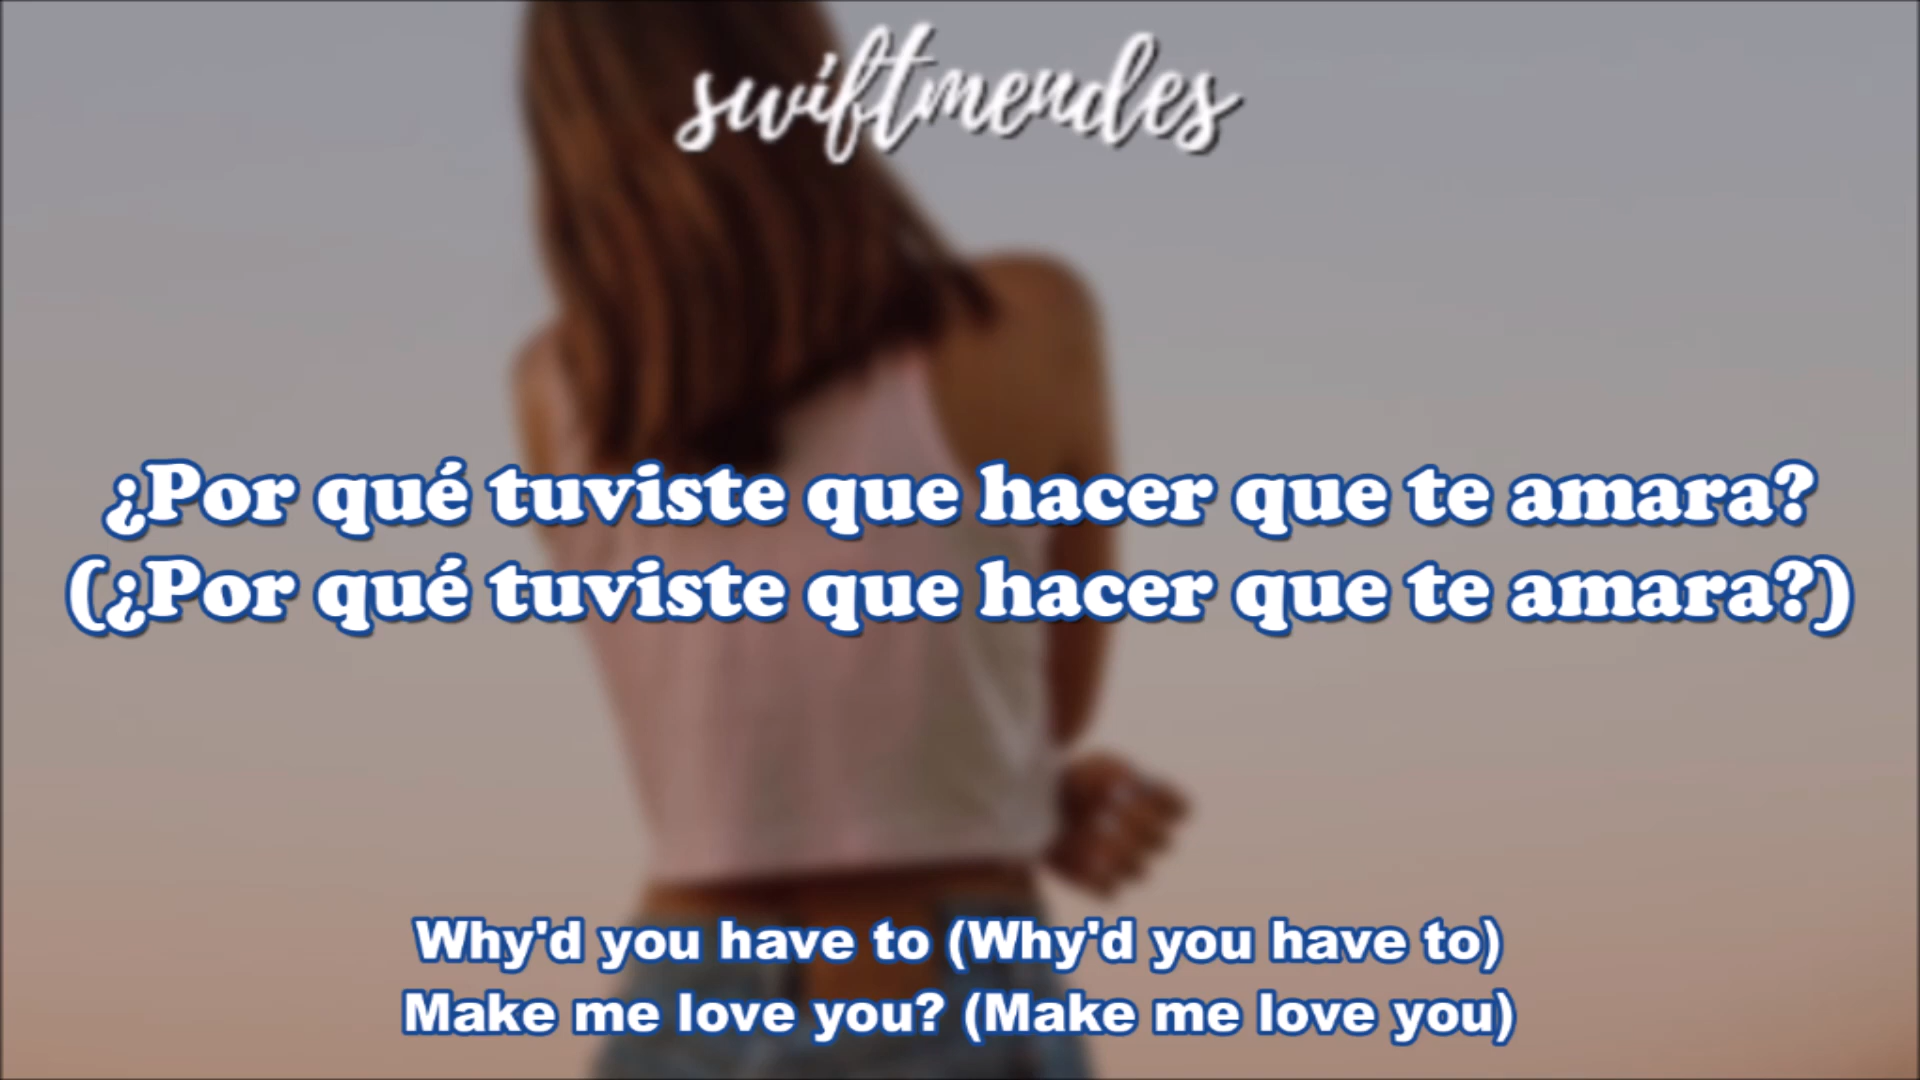 swiftmendes
¿Por qué tuviste que hacer que te amara?
(¿Por qué tuviste que hacer que te amara?)
Why'd you have to (Why'd you have to)
Make me love you? (Make me love you)